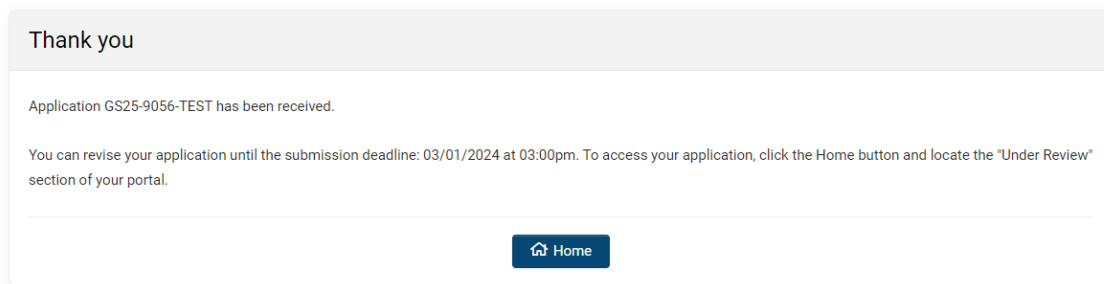 Thank you
Application GS25-9056-TEST has been received.
You can revise your application until the submission deadline: 03/01/2024 at 03:00pm. To access your application, click the Home button and locate the "Under Review"
section of your portal.
Home